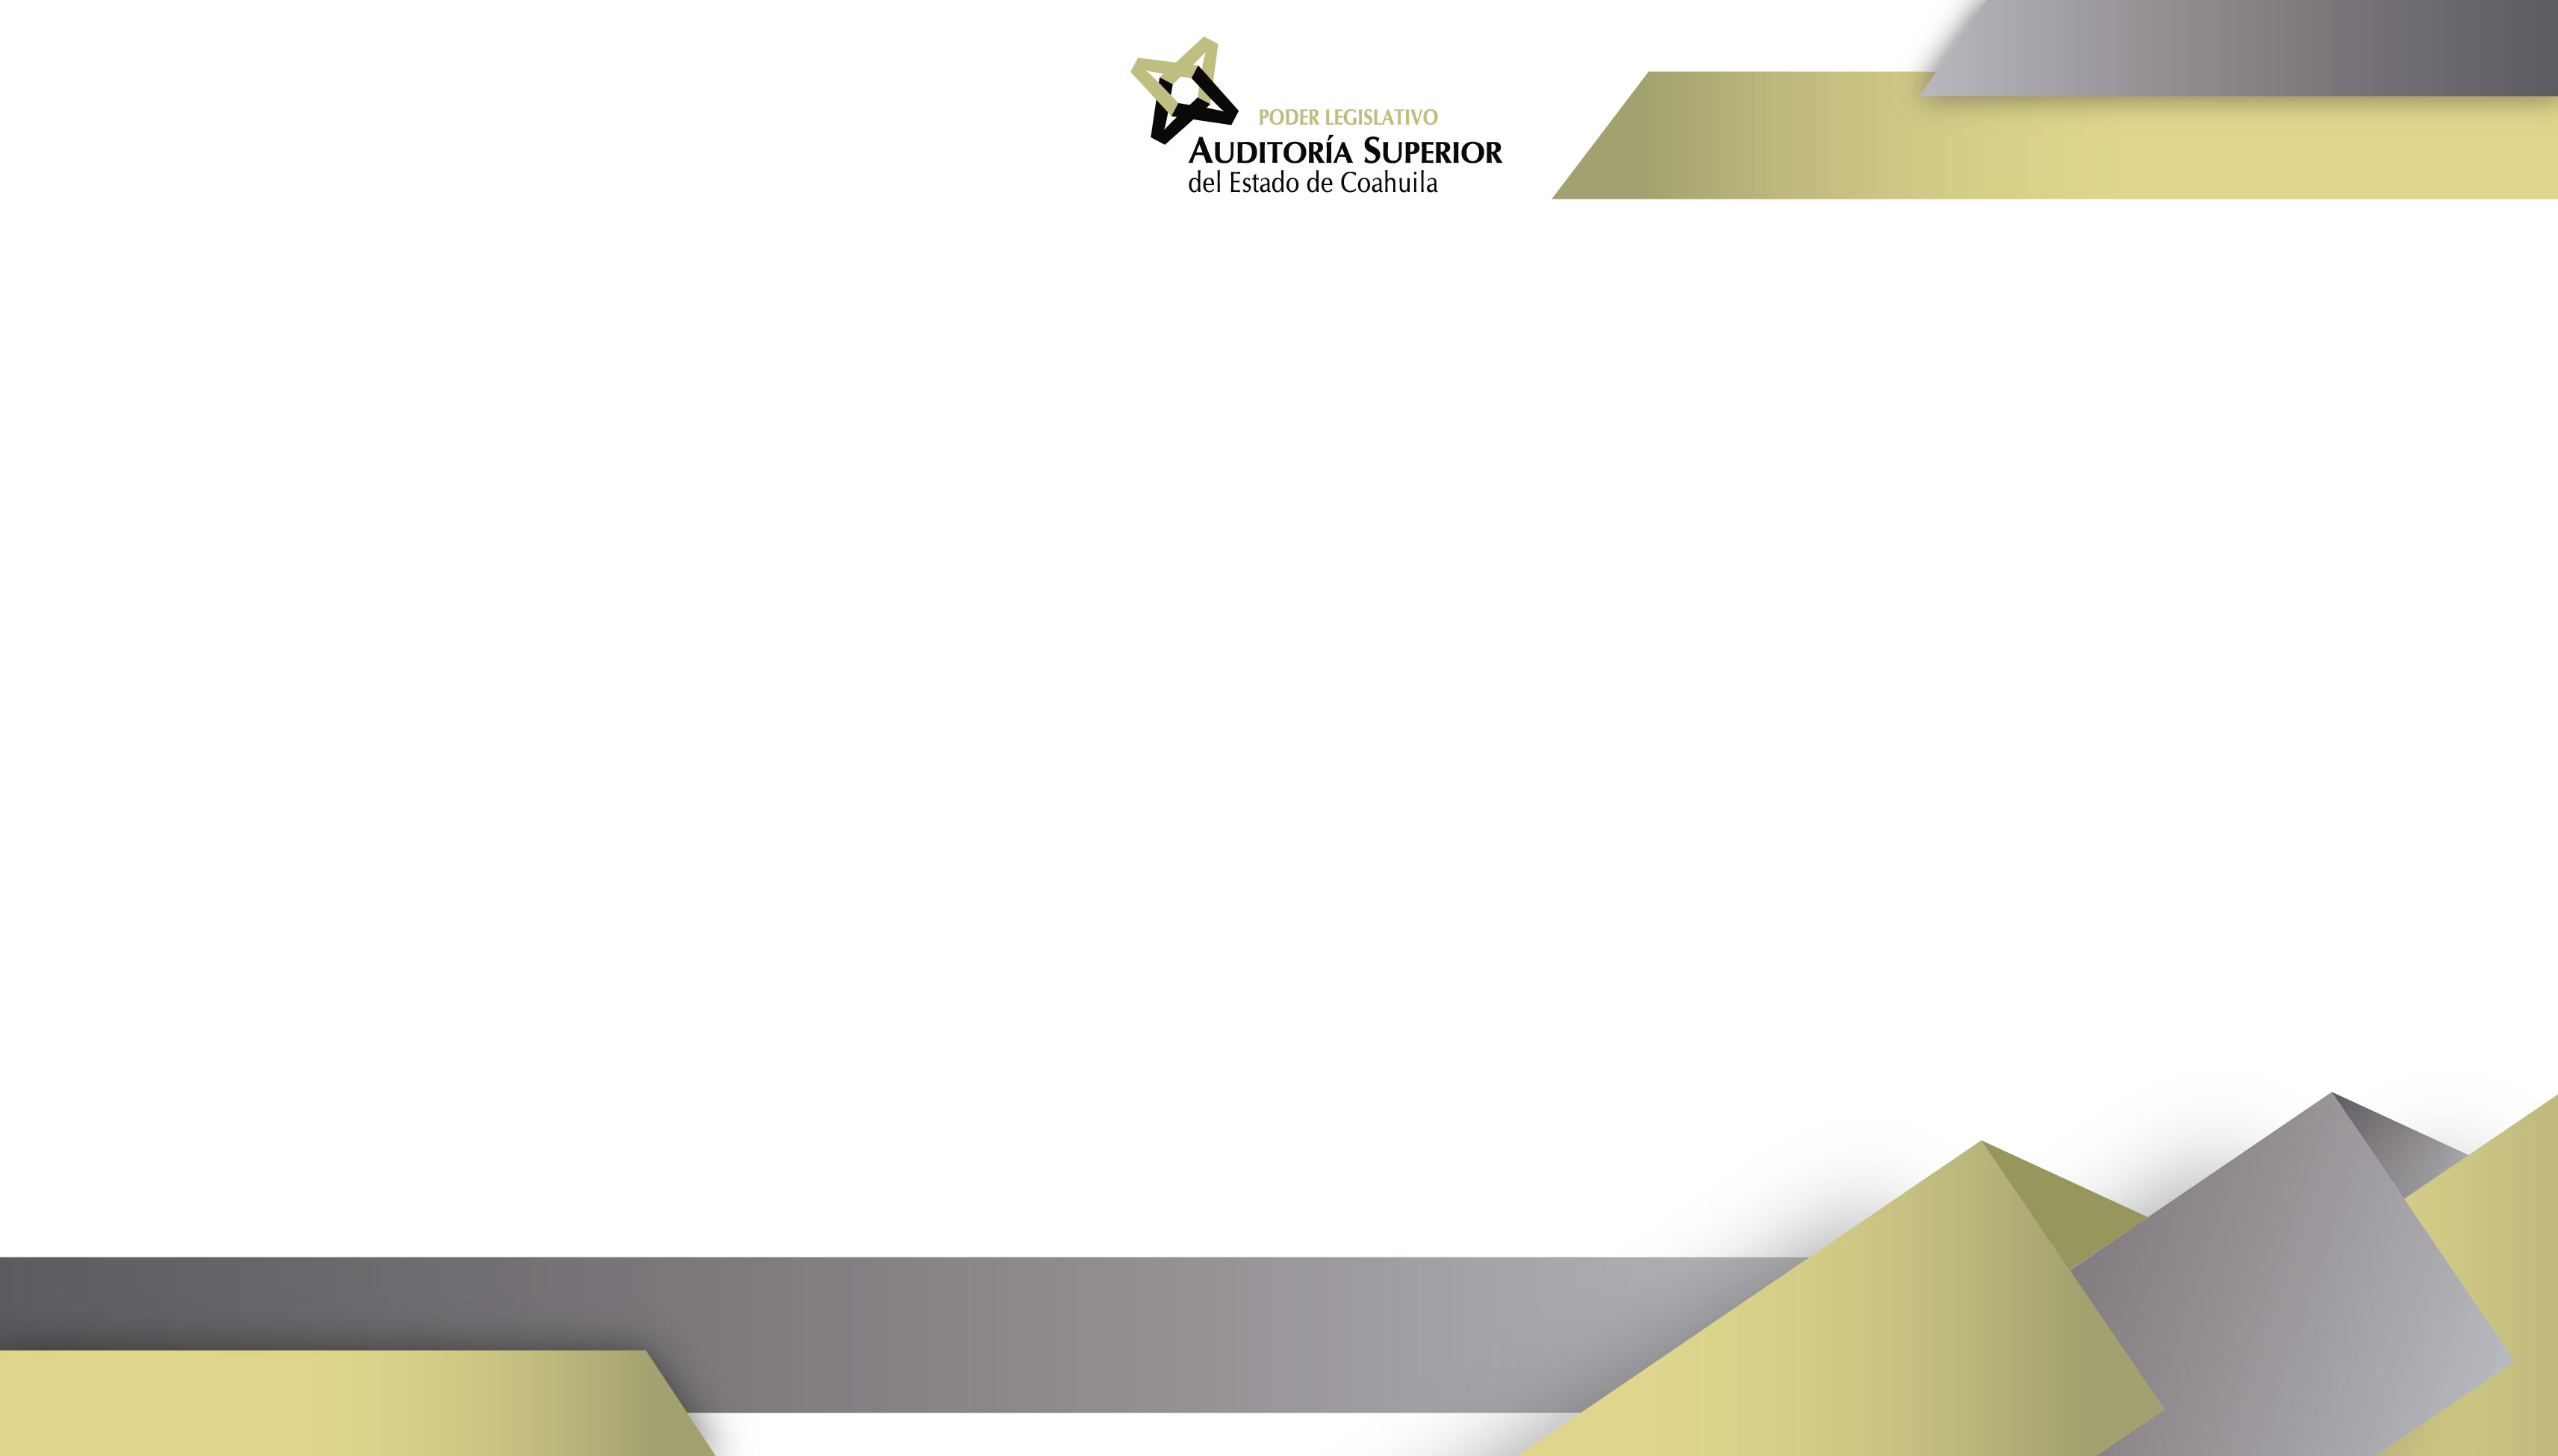 PODER LEGISLATIVO
AUDITORÍA SUPERIOR
del Estado de Coahuila